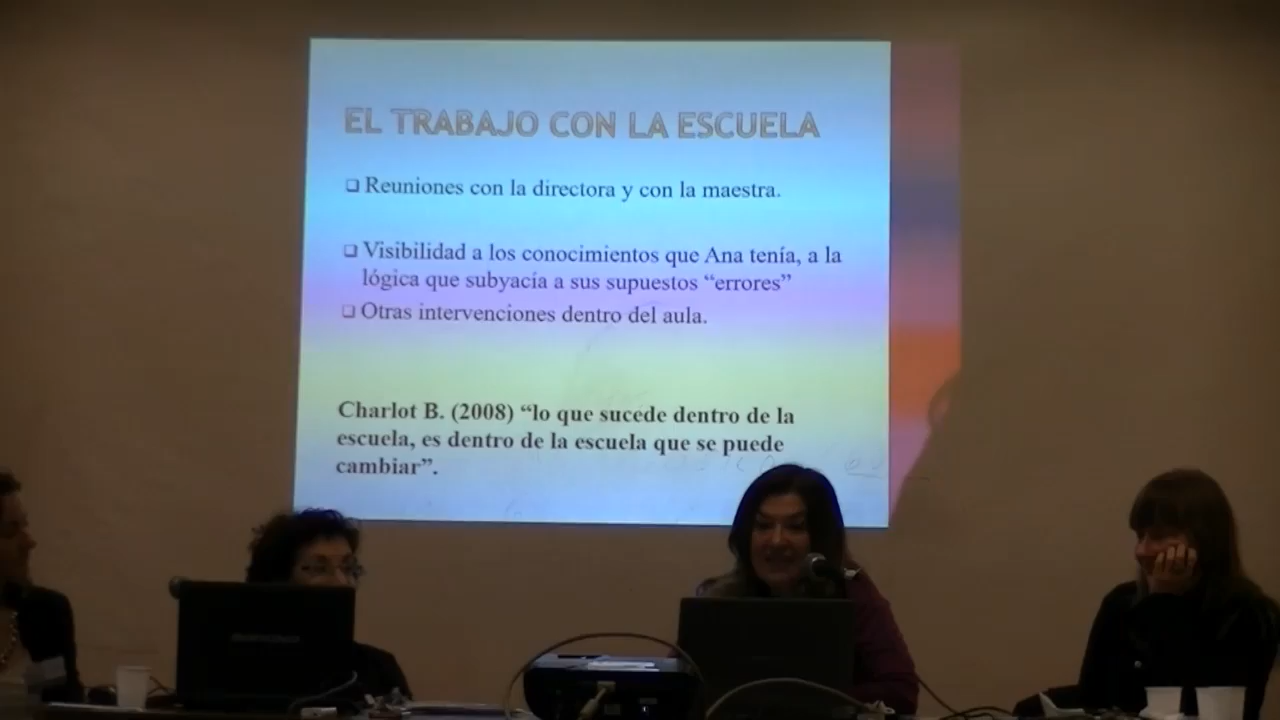 EL TRABAJO CON LA ESCUELA
❑ Reuniones con la directora y con la maestra.
❑ Visibilidad a los conocimientos que Ana tenía, a la
lógica que subyacía a sus supuestos “errores”
❑ Otras intervenciones dentro del aula.
Charlot B. (2008) “lo que sucede dentro de la
escuela, es dentro de la escuela que se puede
cambiar”.